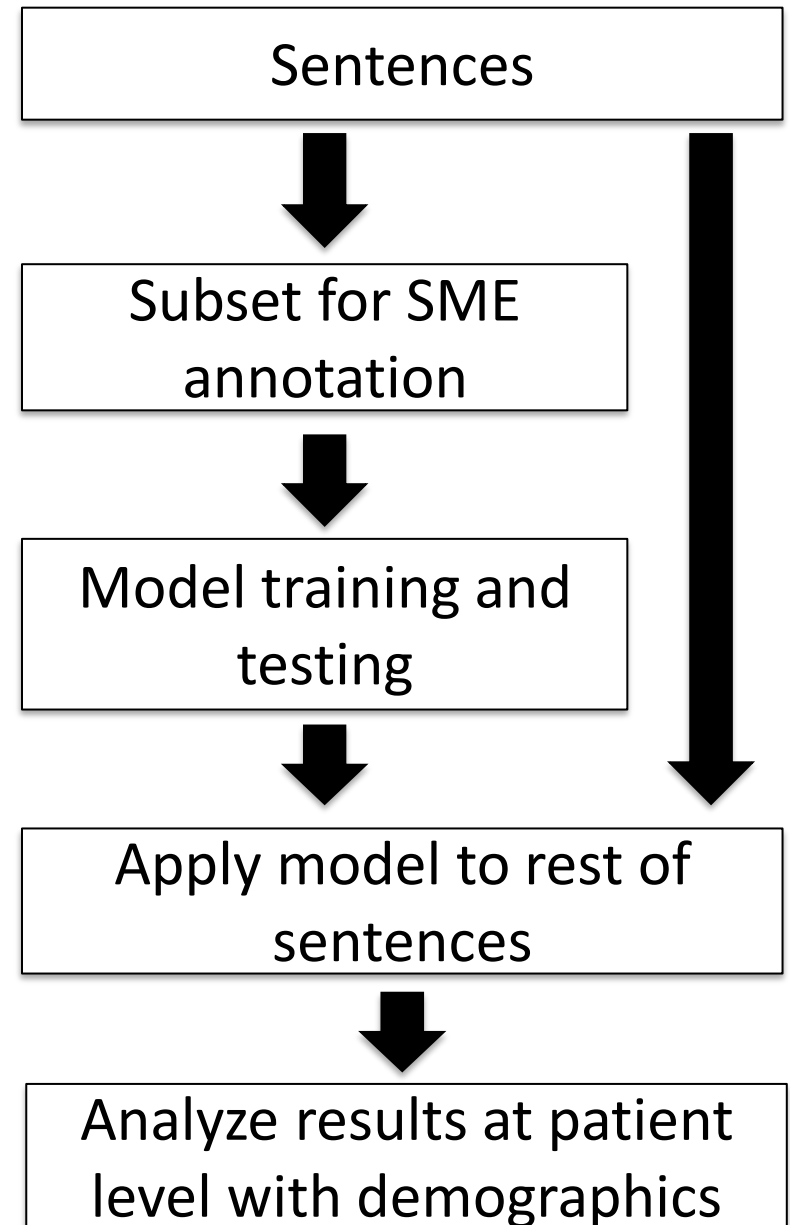 Sentences
Subset for SME
annotation
Model training and
testing
Apply model to rest of
sentences
Analyze results at patient
level with demographics